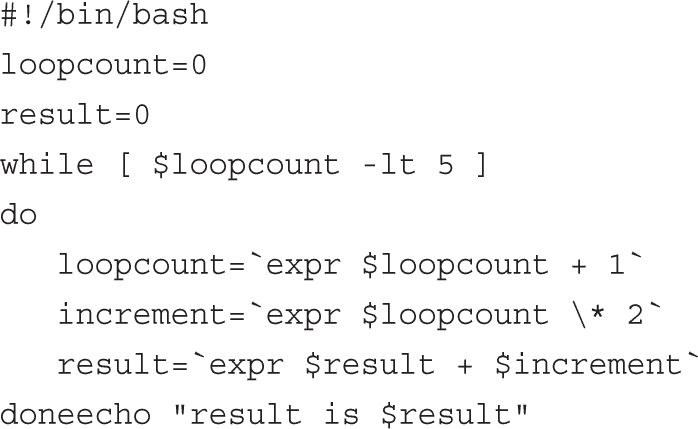 #!/bin/bash
loopcount=0
result=0
while [ $loopcount -lt 5 ]
do
   loopcount=`expr $loopcount + 1`
   increment=`expr $loopcount \* 2`
   result=`expr $result + $increment`
doneecho "result is $result"